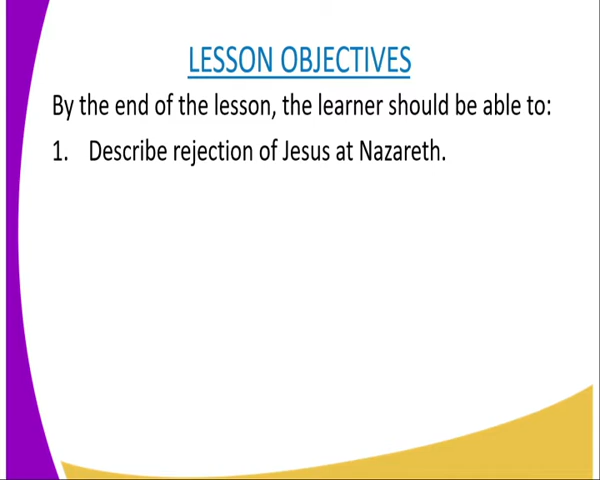 LESSON OBJECTIVES
By the end of the lesson, the learner should be able to:
1. Describe rejection of Jesus at Nazareth.